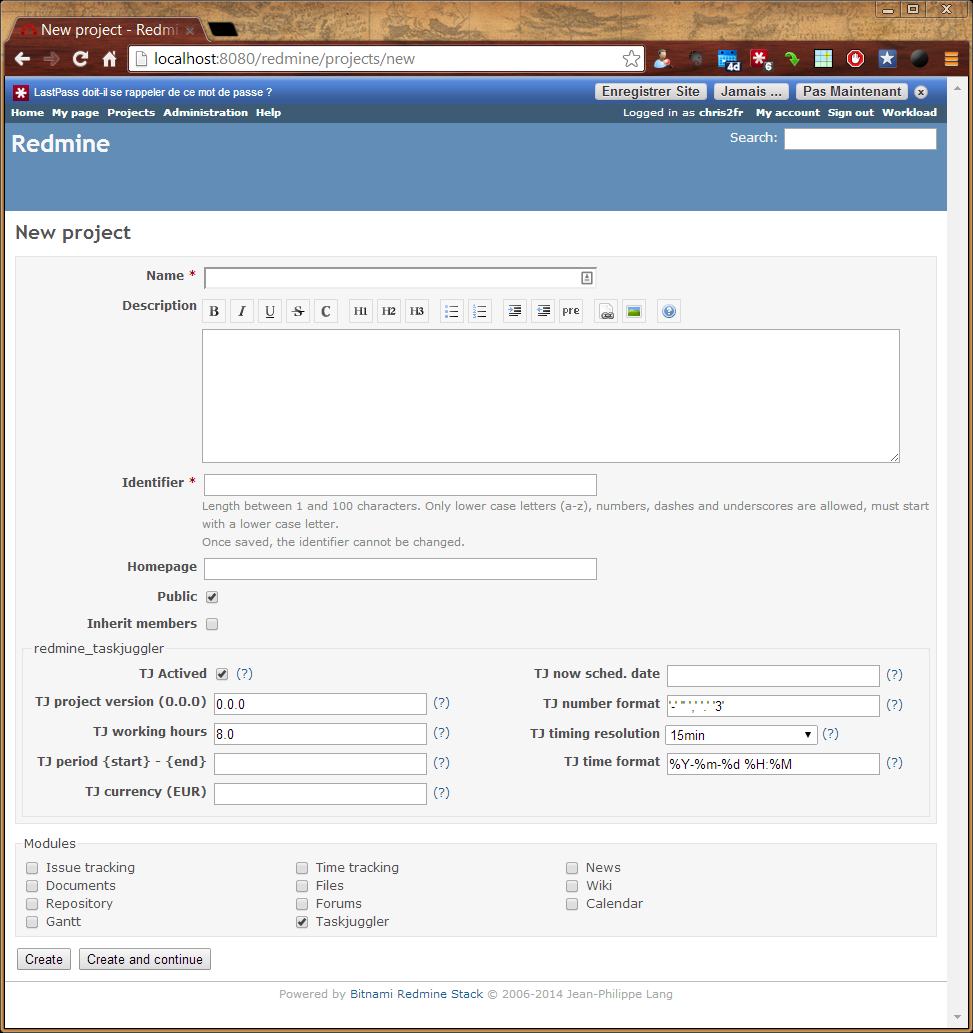 New project - Redmi
localhost:8080/redmine/projects/new
4d
6
LastPass doit-il se rappeler de ce mot de passe ?
Enregistrer Site
Jamais ...
Pas Maintenant
Home My page Projects Administration Help
Logged in as chris2fr My account Sign out Workload
Redmine
Search:
New project
Name *
Description
B I U S C H1 H2 H3 pre
Identifier *
Length between 1 and 100 characters. Only lower case letters (a-z), numbers, dashes and underscores are allowed, must start
with a lower case letter.
Once saved, the identifier cannot be changed.
Homepage
Public
Inherit members
redmine_taskjuggler
TJ Actived (?)
TJ now sched. date (?)
TJ project version (0.0.0) 0.0.0 (?)
TJ number format '-' '' ',' '.' '3' (?)
TJ working hours 8.0 (?)
TJ timing resolution 15min (?)
TJ period {start} - {end} (?)
TJ time format %Y-%m-%d %H:%M (?)
TJ currency (EUR) (?)
Modules
Issue tracking Time tracking News
Documents Files Wiki
Repository Forums Calendar
Gantt Taskjuggler
Create Create and continue
Powered by Bitnami Redmine Stack © 2006-2014 Jean-Philippe Lang